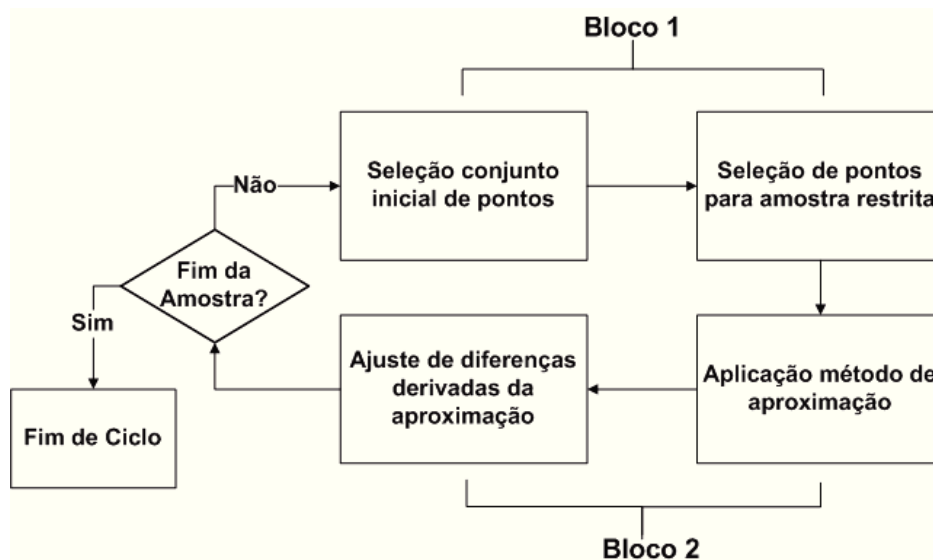 Bloco 1
Seleção conjunto
inicial de pontos
Seleção de pontos
para amostra restrita
Não
Fim da
Amostra?
Sim
Fim de Ciclo
Ajuste de diferenças
derivadas da
aproximação
Aplicação método de
aproximação
Bloco 2